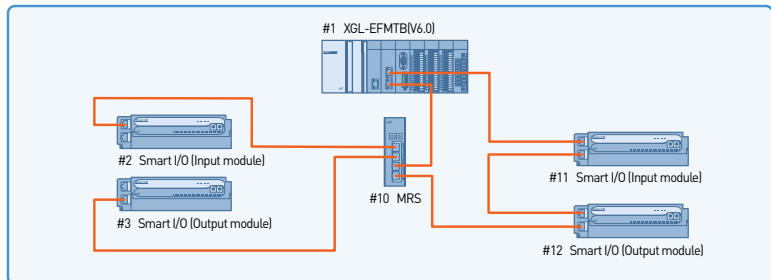 #1 XGL-EFMTB(V6.0)
#2 Smart I/O (Input module)
#3 Smart I/O (Output module)
#10 MRS
#11 Smart I/O (Input module)
#12 Smart I/O (Output module)